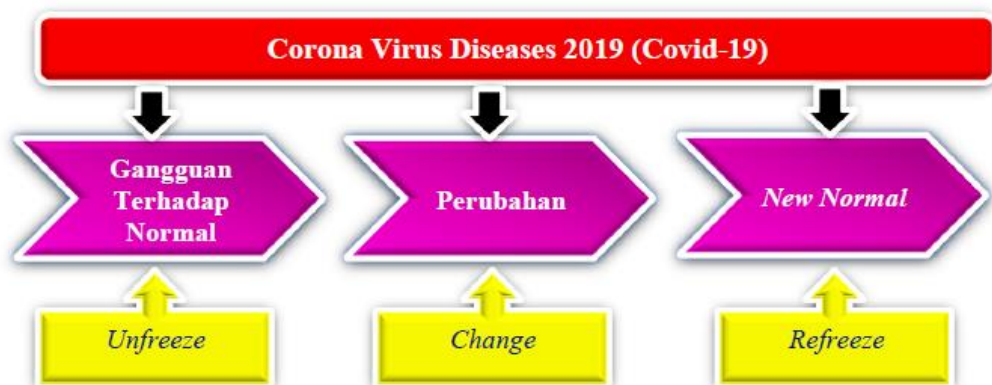 Corona Virus Diseases 2019 (Covid-19)
Gangguan
Terhadap
Normal
Perubahan
New Normal
Unfreeze
Change
Refreeze